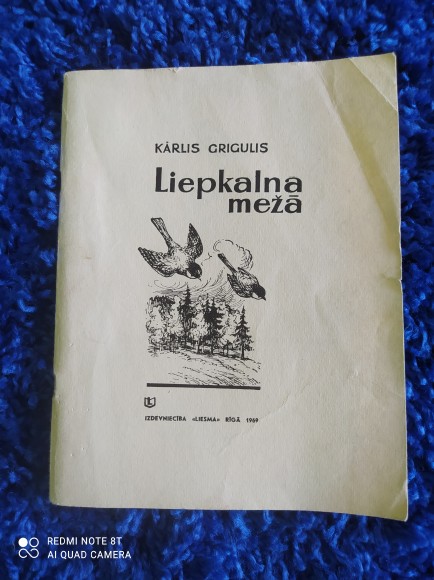 KĀRLIS GRIGULIS
Liepkalna
mežā
IZDEVNIECĪBA «LIESMA» RĪGĀ 1969
REDMI NOTE 8T
AI QUAD CAMERA